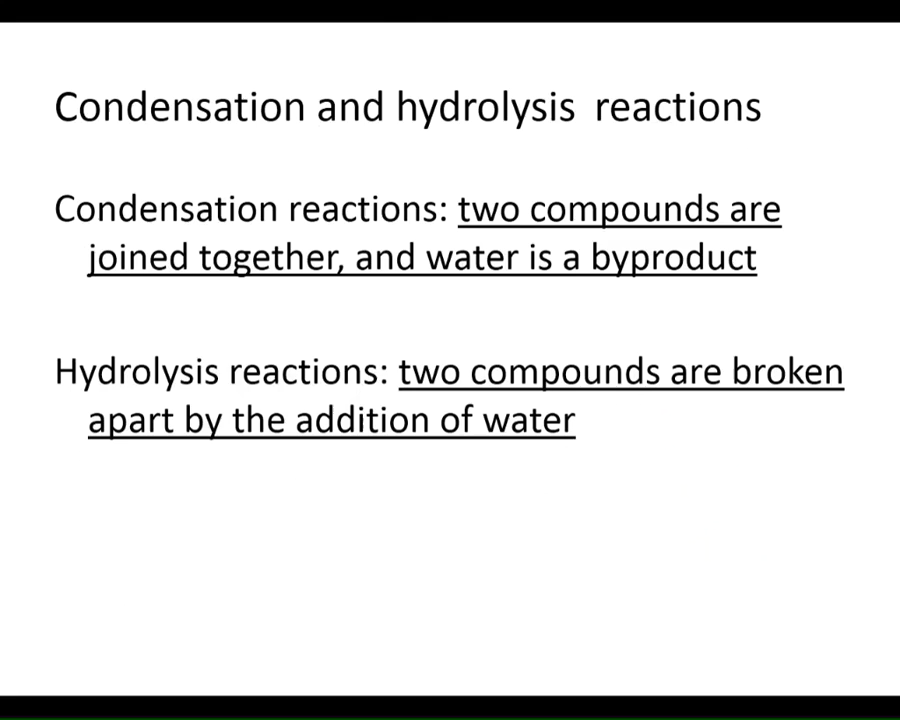 Condensation and hydrolysis reactions
Condensation reactions: two compounds are
joined together, and water is a byproduct
Hydrolysis reactions: two compounds are broken
apart by the addition of water